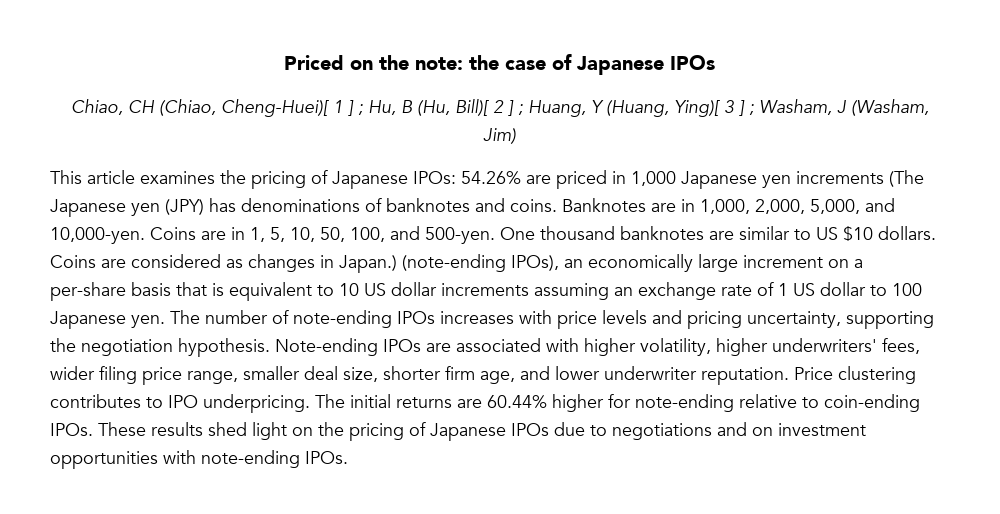 Priced on the note: the case of Japanese IPOs
Chiao, CH (Chiao, Cheng-Huei)[ 1 ] ; Hu, B (Hu, Bill)[ 2 ] ; Huang, Y (Huang, Ying)[ 3 ] ; Washam, J (Washam,
Jim)
This article examines the pricing of Japanese IPOs: 54.26% are priced in 1,000 Japanese yen increments (The
Japanese yen (JPY) has denominations of banknotes and coins. Banknotes are in 1,000, 2,000, 5,000, and
10,000-yen. Coins are in 1, 5, 10, 50, 100, and 500-yen. One thousand banknotes are similar to US $10 dollars.
Coins are considered as changes in Japan.) (note-ending IPOs), an economically large increment on a
per-share basis that is equivalent to 10 US dollar increments assuming an exchange rate of 1 US dollar to 100
Japanese yen. The number of note-ending IPOs increases with price levels and pricing uncertainty, supporting
the negotiation hypothesis. Note-ending IPOs are associated with higher volatility, higher underwriters' fees,
wider filing price range, smaller deal size, shorter firm age, and lower underwriter reputation. Price clustering
contributes to IPO underpricing. The initial returns are 60.44% higher for note-ending relative to coin-ending
IPOs. These results shed light on the pricing of Japanese IPOs due to negotiations and on investment
opportunities with note-ending IPOs.